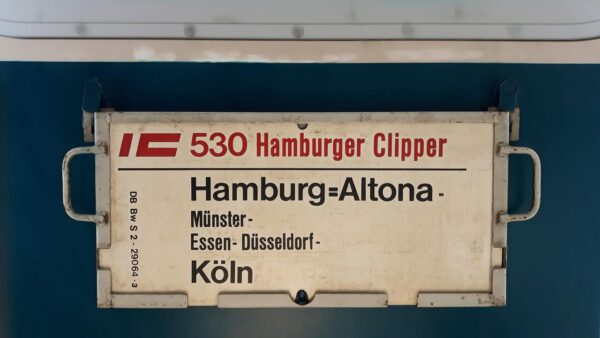 IC 530 Hamburger Clipper
Hamburg=Altona-
Münster-
Essen- Düsseldorf-
Köln
DB Bw S 2 - 29064-3